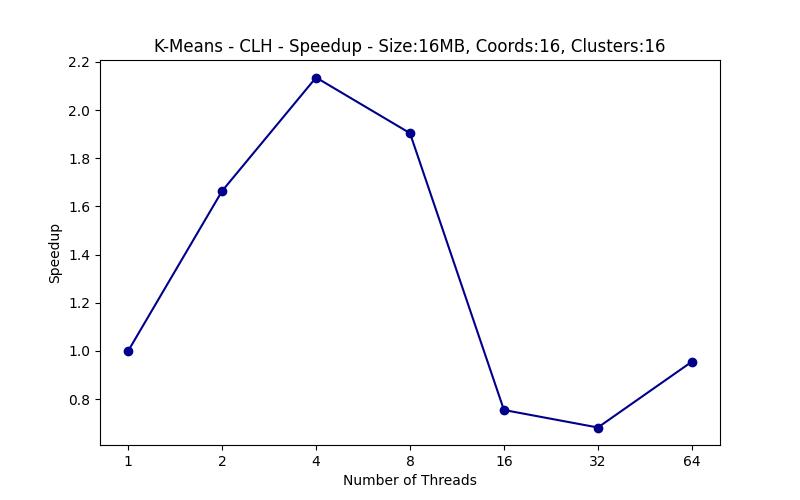 K-Means - CLH - Speedup - Size:16MB, Coords:16, Clusters:16
2.2
2.0
1.8
1.6
1.4
1.2
1.0
0.8
Speedup
1 2 4 8 16 32 64
Number of Threads